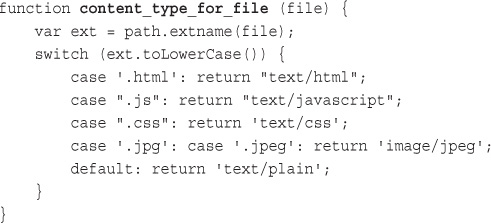 function content_type_for_file (file) {
    var ext = path.extname(file);
    switch (ext.toLowerCase()) {
        case '.html': return "text/html";
        case ".js": return "text/javascript";
        case ".css": return 'text/css';
        case '.jpg': case '.jpeg': return 'image/jpeg';
        default: return 'text/plain';
    }
}